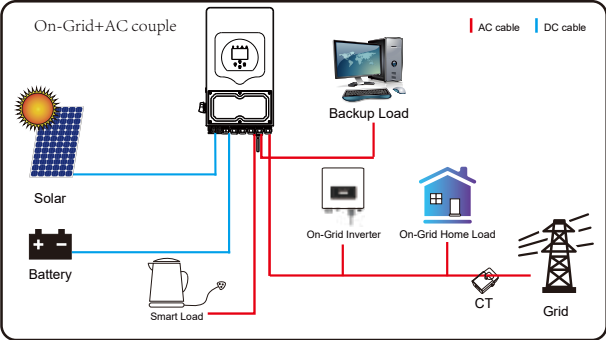 On-Grid+AC couple
AC cable
DC cable
Backup Load
Solar
On-Grid Inverter
On-Grid Home Load
Battery
CT
Grid
Smart Load